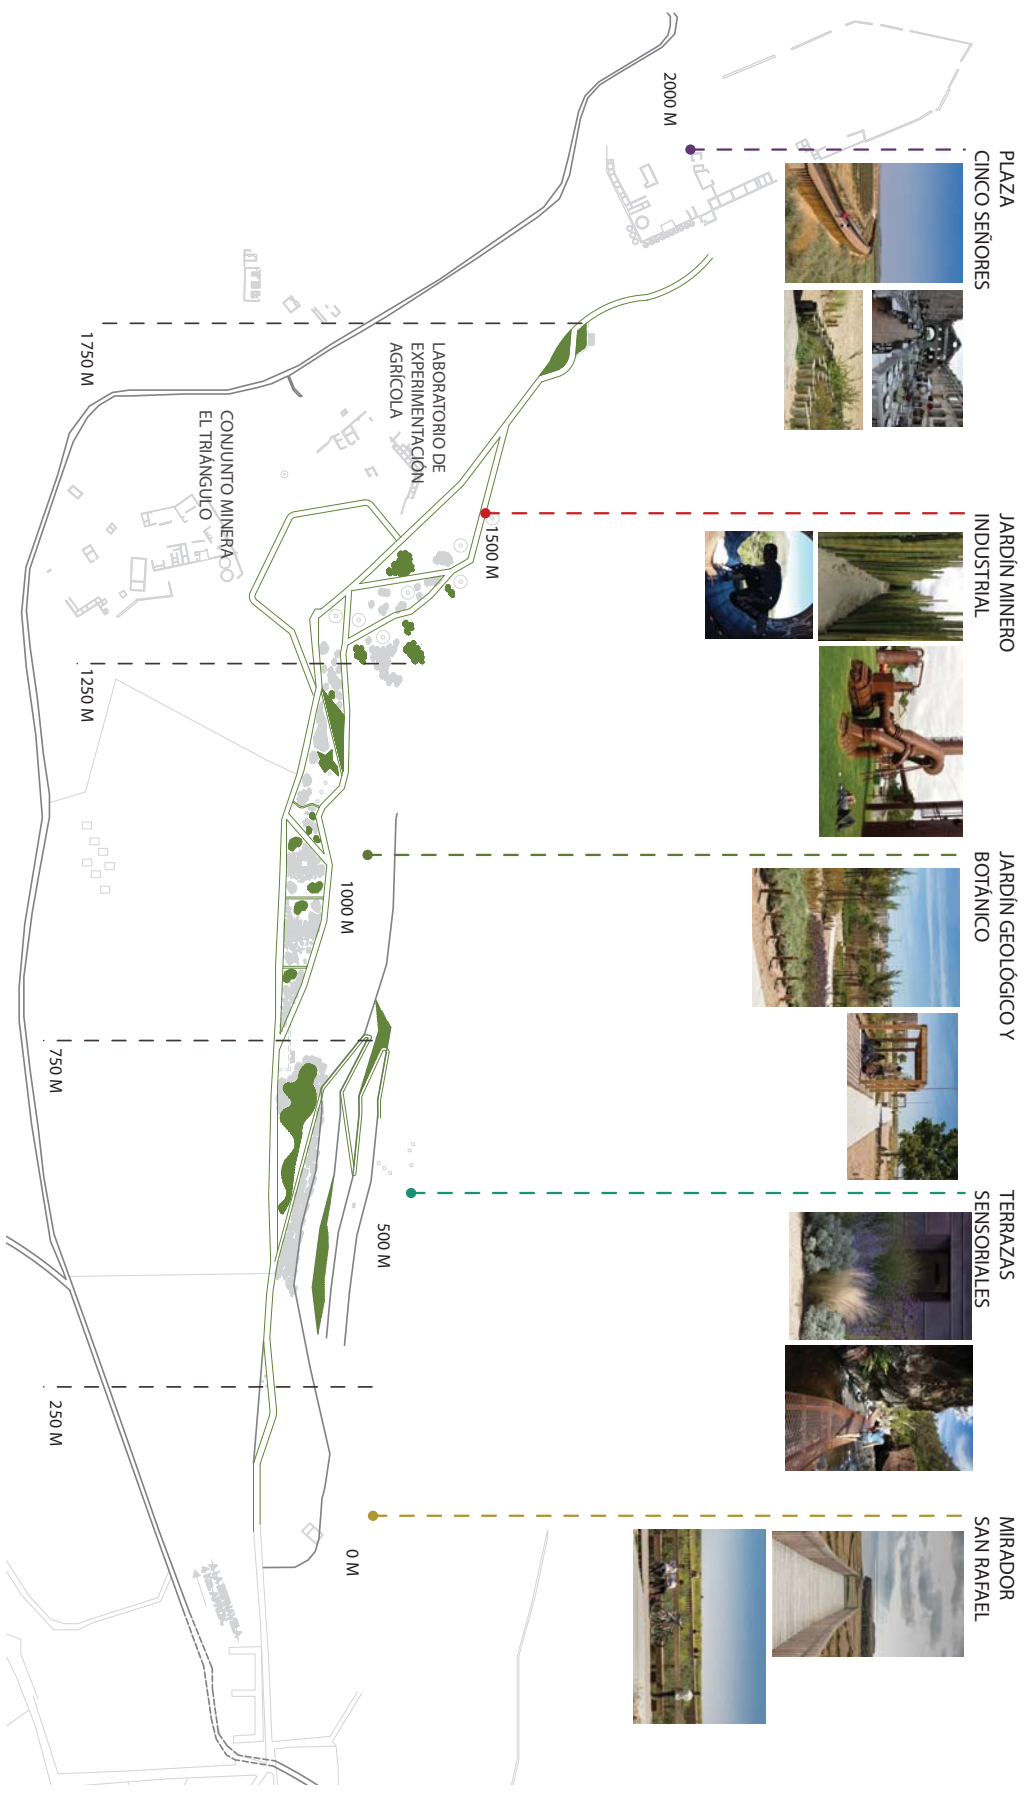 PLAZA
CINCO SEÑORES
JARDÍN MINERO
INDUSTRIAL
JARDÍN GEOLÓGICO Y
BOTÁNICO
TERRAZAS
SENSORIALES
MIRADOR
SAN RAFAEL
2000 M
1500 M
LABORATORIO DE
EXPERIMENTACIÓN
AGRÍCOLA
500 M
1000 M
0 M
CONJUNTO MINERA
EL TRIÁNGULO
1750 M
1250 M
750 M
250 M